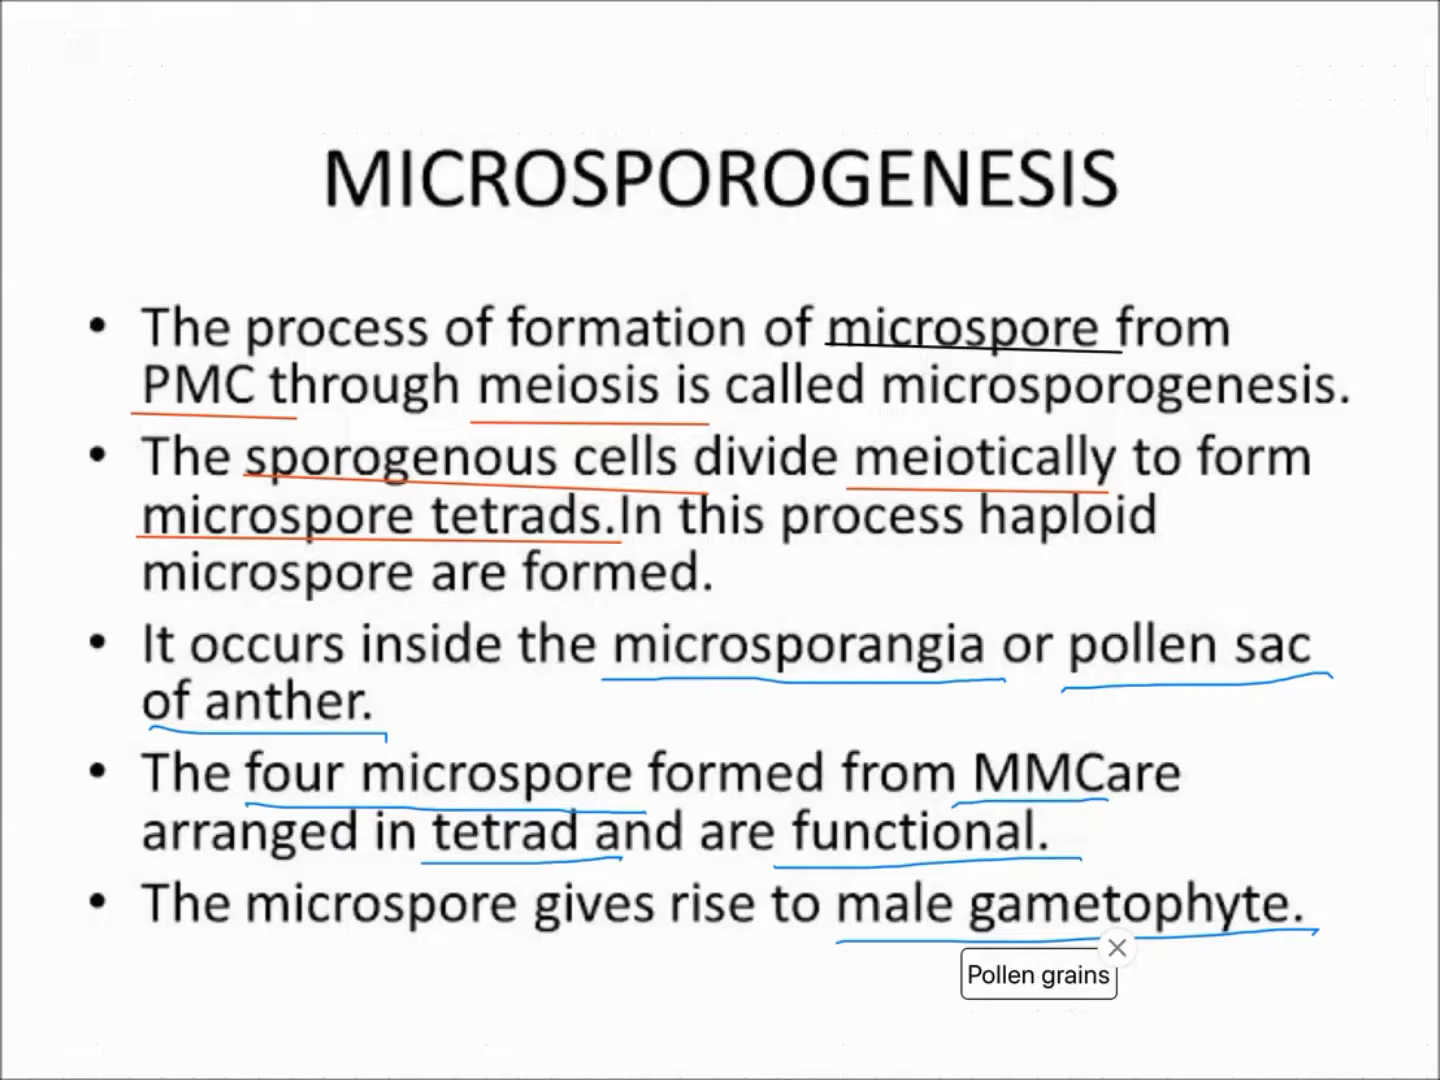 MICROSPOROGENESIS
• The process of formation of microspore from
PMC through meiosis is called microsporogenesis.
• The sporogenous cells divide meiotically to form
microspore tetrads.In this process haploid
microspore are formed.
• It occurs inside the microsporangia or pollen sac
of anther.
• The four microspore formed from MMCare
arranged in tetrad and are functional.
• The microspore gives rise to male gametophyte.
Pollen grains